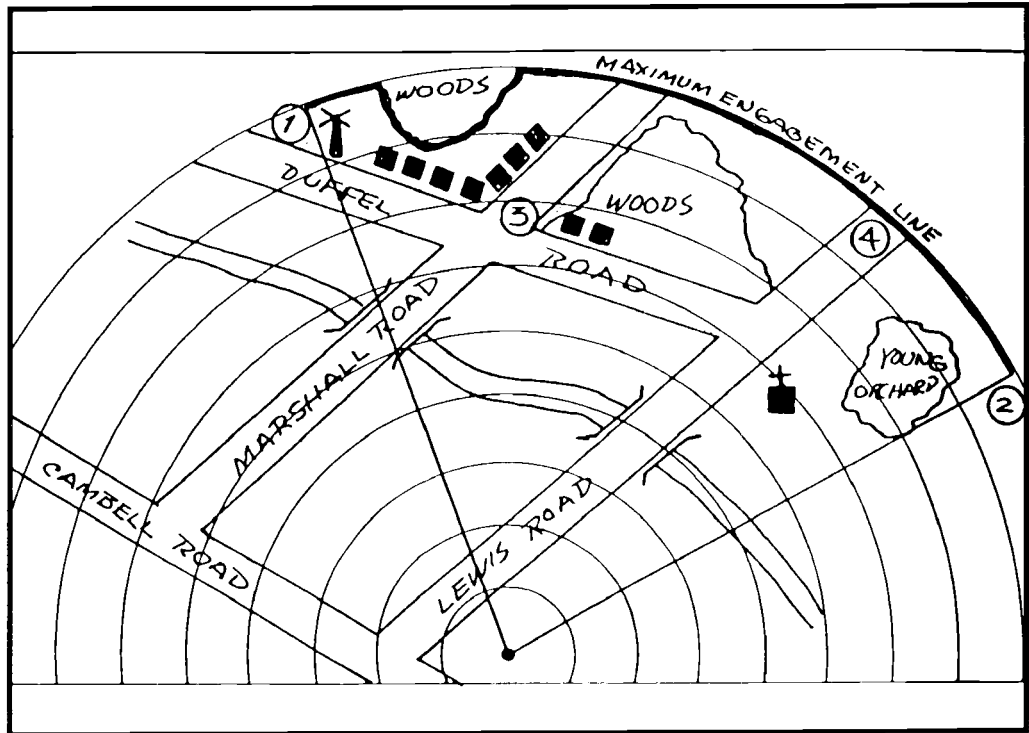 MAXIMUM ENGAGEMENT LINE
WOODS
1
DUFFEL
3
WOODS
4
ROAD
MARSHALL ROAD
YOUNG
ORCHARD
2
CAMBELL ROAD
LEWIS ROAD